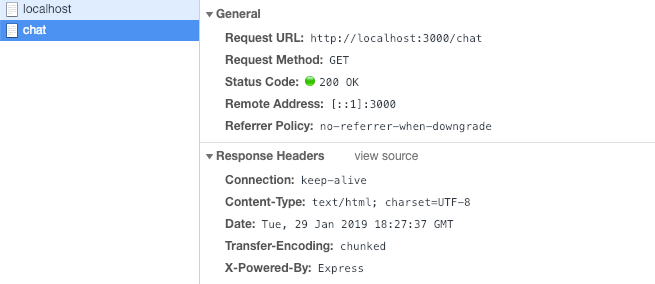 localhost
chat
General
Request URL: http://localhost:3000/chat
Request Method: GET
Status Code: 200 OK
Remote Address: [::1]:3000
Referrer Policy: no-referrer-when-downgrade
Response Headers view source
Connection: keep-alive
Content-Type: text/html; charset=UTF-8
Date: Tue, 29 Jan 2019 18:27:37 GMT
Transfer-Encoding: chunked
X-Powered-By: Express